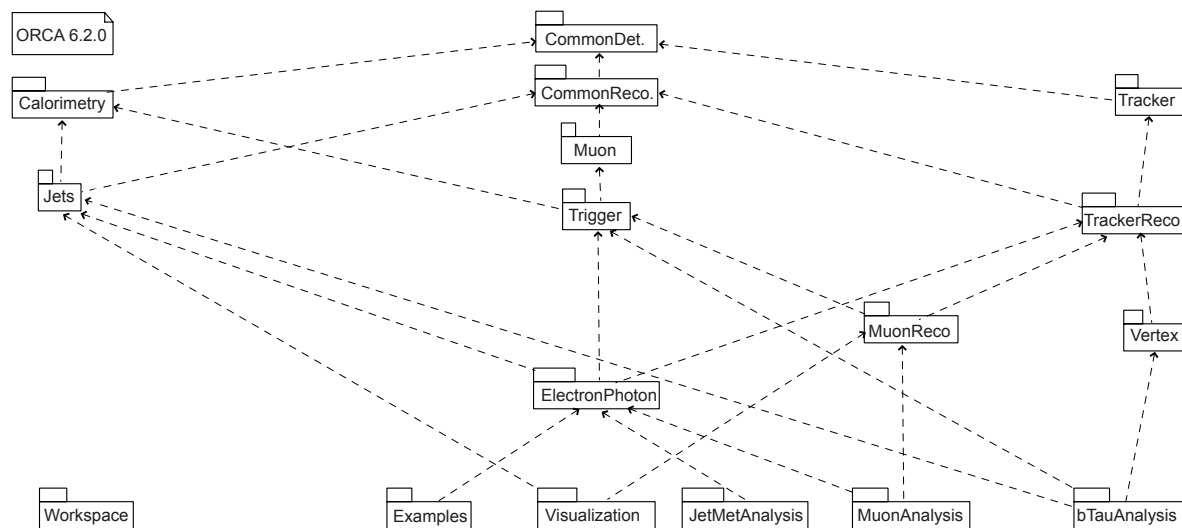 ORCA 6.2.0
CommonDet.
Calorimetry
CommonReco.
Tracker
Muon
Jets
Trigger
TrackerReco
MuonReco
Vertex
ElectronPhoton
Workspace
Examples
Visualization
JetMetAnalysis
MuonAnalysis
bTauAnalysis